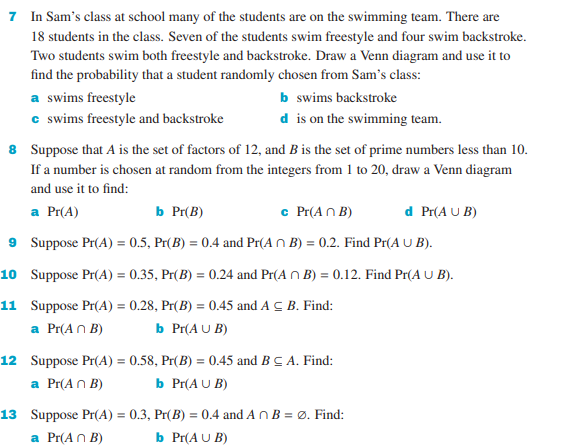 7 In Sam's class at school many of the students are on the swimming team. There are
18 students in the class. Seven of the students swim freestyle and four swim backstroke.
Two students swim both freestyle and backstroke. Draw a Venn diagram and use it to
find the probability that a student randomly chosen from Sam's class:
a swims freestyle b swims backstroke
c swims freestyle and backstroke d is on the swimming team.
8 Suppose that A is the set of factors of 12, and B is the set of prime numbers less than 10.
If a number is chosen at random from the integers from 1 to 20, draw a Venn diagram
and use it to find:
a Pr(A) b Pr(B) c Pr(A ∩ B) d Pr(A ∪ B)
9 Suppose Pr(A) = 0.5, Pr(B) = 0.4 and Pr(A ∩ B) = 0.2. Find Pr(A ∪ B).
10 Suppose Pr(A) = 0.35, Pr(B) = 0.24 and Pr(A ∩ B) = 0.12. Find Pr(A ∪ B).
11 Suppose Pr(A) = 0.28, Pr(B) = 0.45 and A ⊆ B. Find:
a Pr(A ∩ B) b Pr(A ∪ B)
12 Suppose Pr(A) = 0.58, Pr(B) = 0.45 and B ⊆ A. Find:
a Pr(A ∩ B) b Pr(A ∪ B)
13 Suppose Pr(A) = 0.3, Pr(B) = 0.4 and A ∩ B = ∅. Find:
a Pr(A ∩ B) b Pr(A ∪ B)